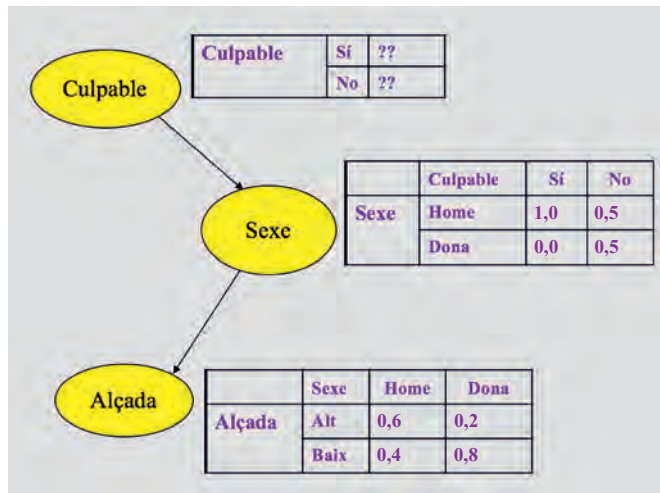 Culpable
Culpable Sí ??
No ??
Sexe
Culpable Sí No
Sexe Home 1,0 0,5
Dona 0,0 0,5
Alçada
Sexe Home Dona
Alçada Alt 0,6 0,2
Baix 0,4 0,8